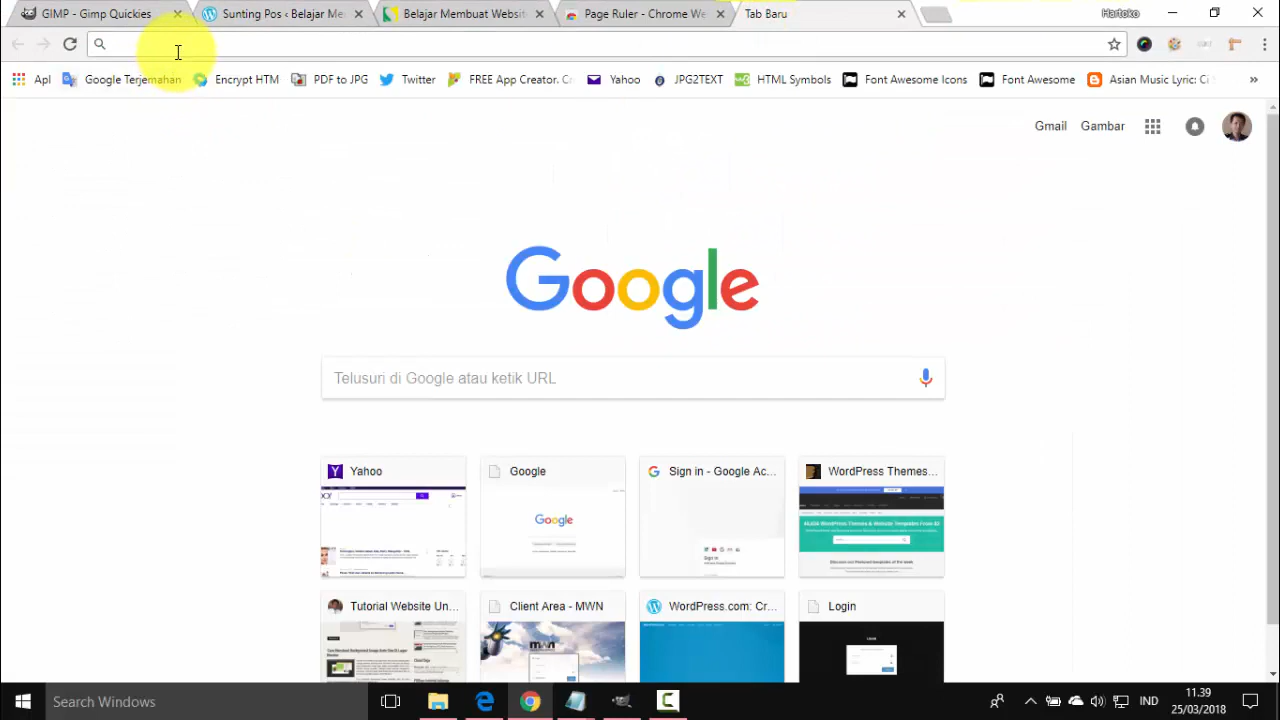 GIMP - Gimp Quickies
Sunting Pos ‹ Belajar Me
Belajar Membuat Website
Page Ruler - Chrome We
Tab Baru
Hartoko
Apl
Google Terjemahan
Encrypt HTM
PDF to JPG
Twitter
FREE App Creator. C
Yahoo
JPG2TEXT
HTML Symbols
Font Awesome Icons
Font Awesome
Asian Music Lyric: Ci
»
Gmail
Gambar
Google
Telusuri di Google atau ketik URL
Yahoo
Google
Sign in - Google Ac...
WordPress Themes...
Google
Sign in
Tutorial Website Un...
Client Area - MWN
WordPress.com: Cr...
Login
Search Windows
IND
11.39
25/03/2018